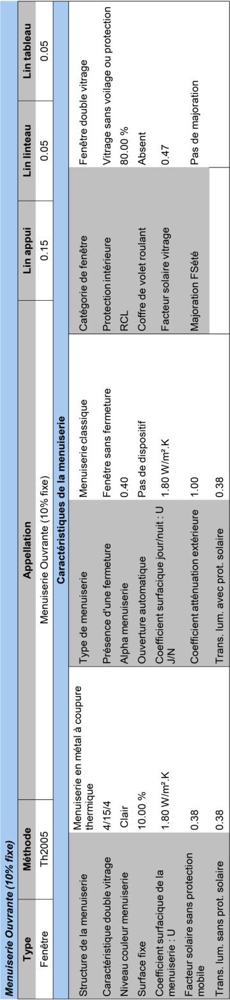 Menuiserie Ouvrante (10% fixe)
Type Méthode Appellation Lin appui Lin linteau Lin tableau
Fenêtre Th2005 Menuiserie Ouvrante (10% fixe) 0.15 0.05 0.05
Caractéristiques de la menuiserie
Structure de la menuiserie Menuiserie en métal à coupure thermique Type de menuiserie Menuiserie classique Catégorie de fenêtre Fenêtre double vitrage
Caractéristique double vitrage 4/15/4 Présence d'une fermeture Fenêtre sans fermeture Protection intérieure Vitrage sans voilage ou protection
Niveau couleur menuiserie Clair Alpha menuiserie 0.40 RCL 80.00 %
Surface fixe 10.00 % Ouverture automatique Pas de dispositif Coffre de volet roulant Absent
Coefficient surfacique de la menuiserie : U 1.80 W/m².K Coefficient surfacique jour/nuit : U J/N 1.80 W/m².K Facteur solaire vitrage 0.47
Facteur solaire sans protection mobile 0.38 Coefficient atténuation extérieure 1.00 Majoration FSété Pas de majoration
Trans. lum. sans prot. solaire 0.38 Trans. lum. avec prot. solaire 0.38